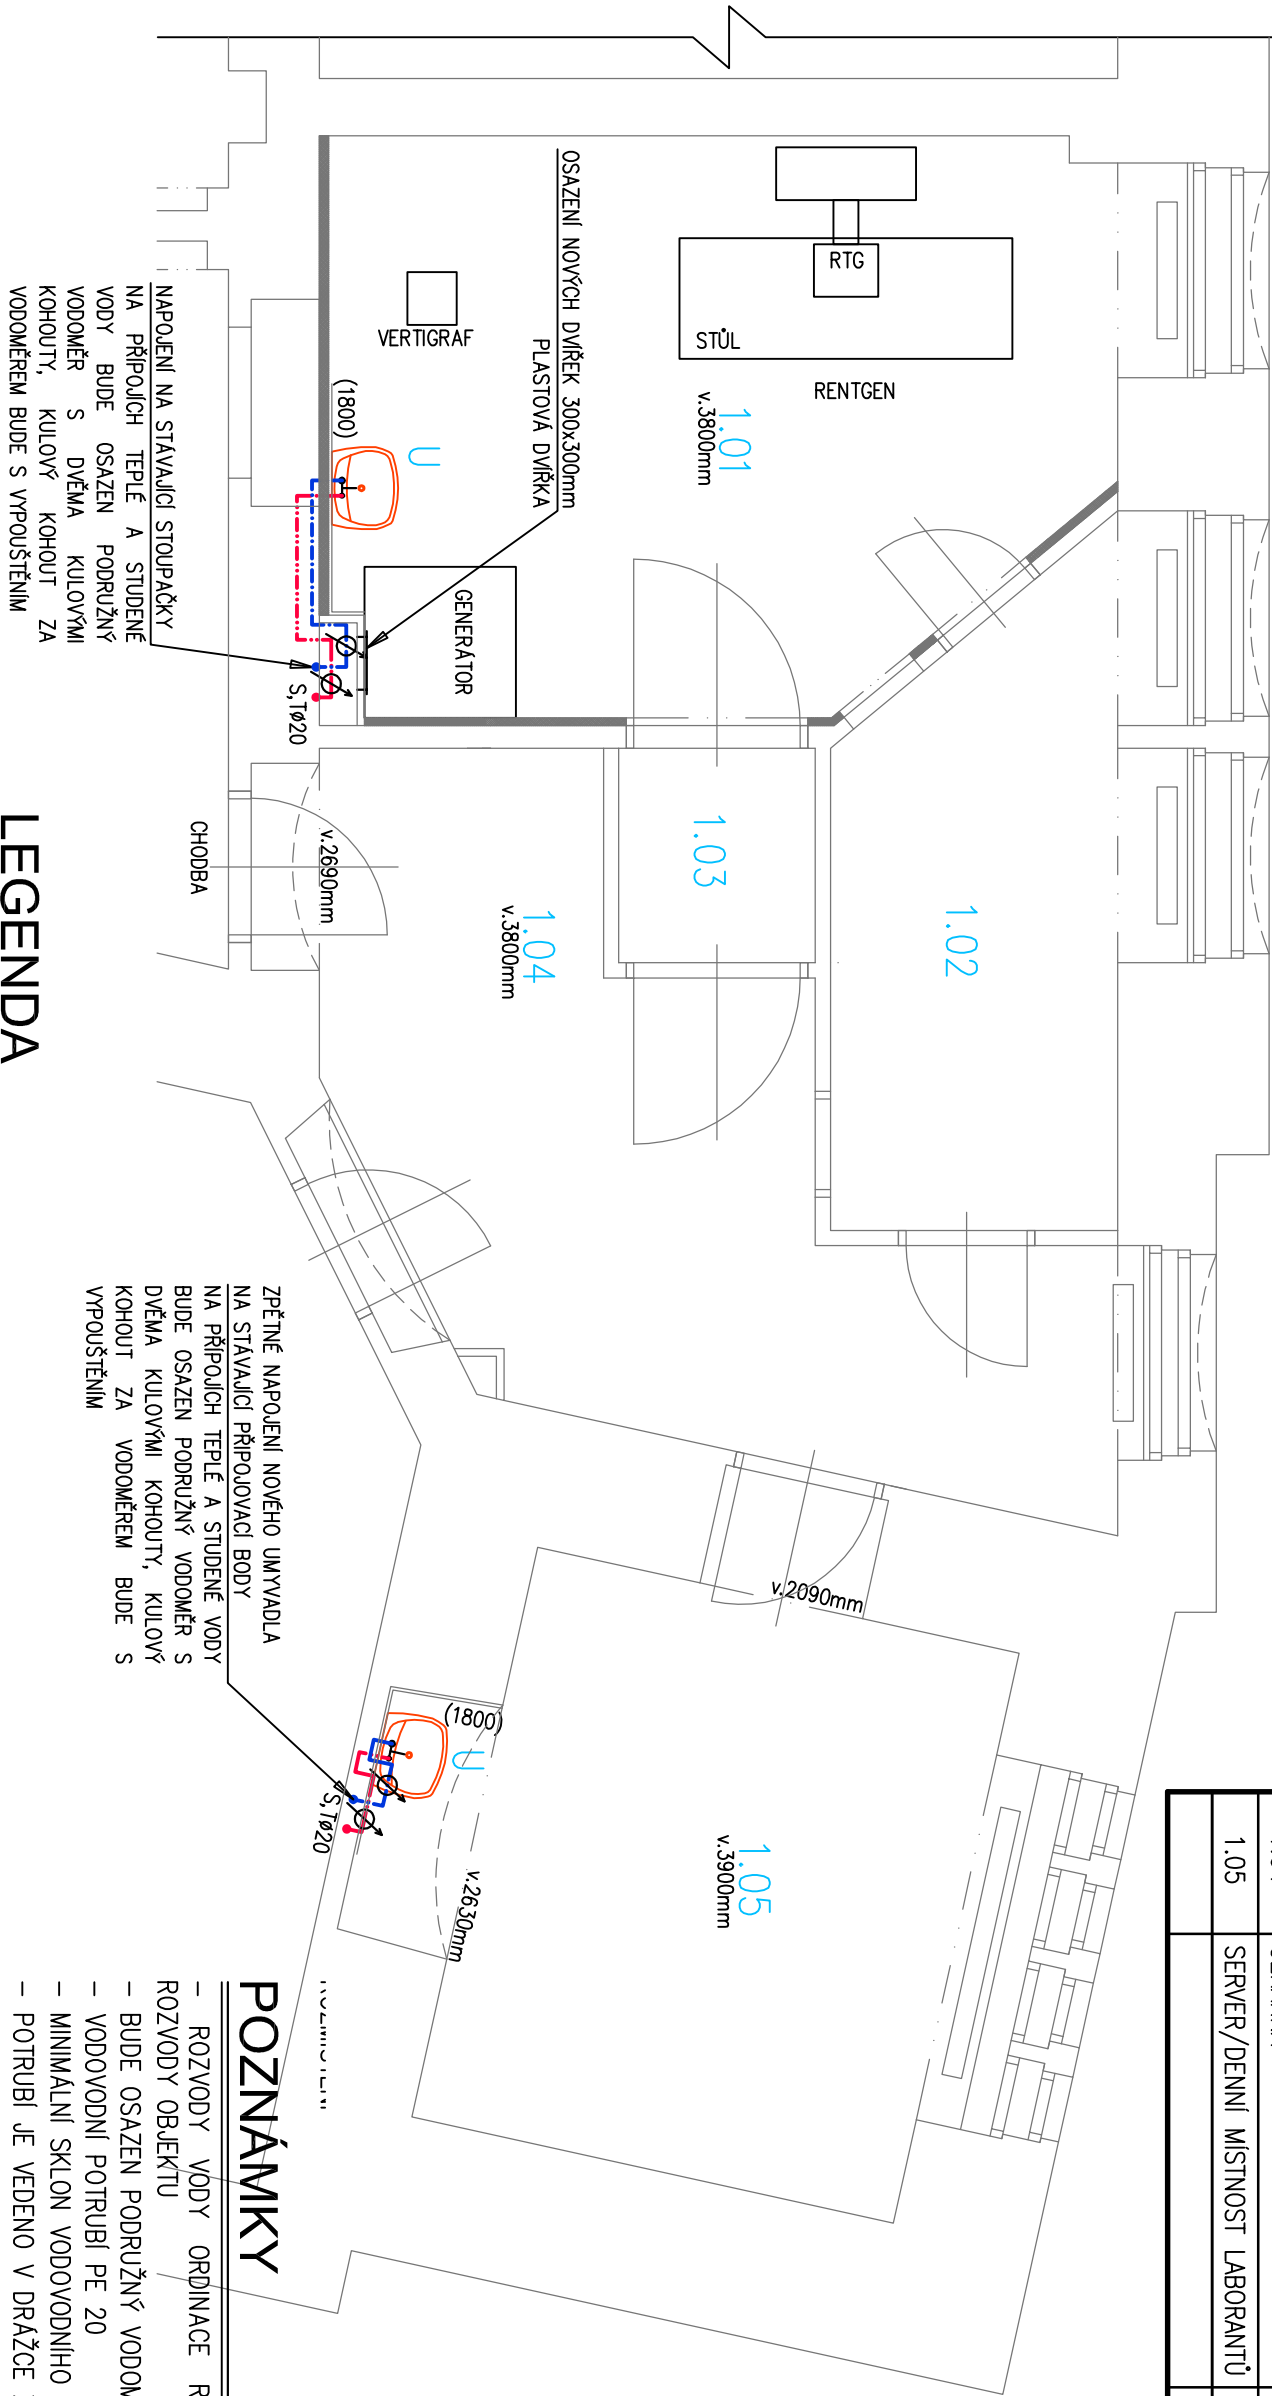 1.05 SERVER/DENNÍ MÍSTNOST LABORANTŮ
RTG
STŮL
RENTGEN
1.01
v.3800mm
OSAZENÍ NOVÝCH DVÍŘEK 300x300mm
PLASTOVÁ DVÍŘKA
VERTIGRAF
(1800)
U
GENERÁTOR
S,Tø20
NAPOJENÍ NA STÁVAJÍCÍ STOUPAČKY
NA PŘÍPOJÍCH TEPLÉ A STUDENÉ
VODY BUDE OSAZEN PODRUŽNÝ
VODOMĚR S DVĚMA KULOVÝMI
KOHOUTY, KULOVÝ KOHOUT ZA
VODOMĚREM BUDE S VYPOUŠTĚNÍM
1.02
1.03
1.04
v.3800mm
v.2690mm
CHODBA
LEGENDA
ZPĚTNÉ NAPOJENÍ NOVÉHO UMYVADLA
NA STÁVAJÍCÍ PŘIPOJOVACÍ BODY
NA PŘÍPOJÍCH TEPLÉ A STUDENÉ VODY
BUDE OSAZEN PODRUŽNÝ VODOMĚR S
DVĚMA KULOVÝMI KOHOUTY, KULOVÝ
KOHOUT ZA VODOMĚREM BUDE S
VYPOUŠTĚNÍM
v.2090mm
(1800)
U
S,Tø20
v.2630mm
1.05
v.3900mm
POZNÁMKY
- ROZVODY VODY ORDINACE
ROZVODY OBJEKTU
- BUDE OSAZEN PODRUŽNÝ
- VODOVODNÍ POTRUBÍ PE 20
- MINIMÁLNÍ SKLON VODOVODNÍHO
- POTRUBÍ JE VEDENO V DRÁŽCE